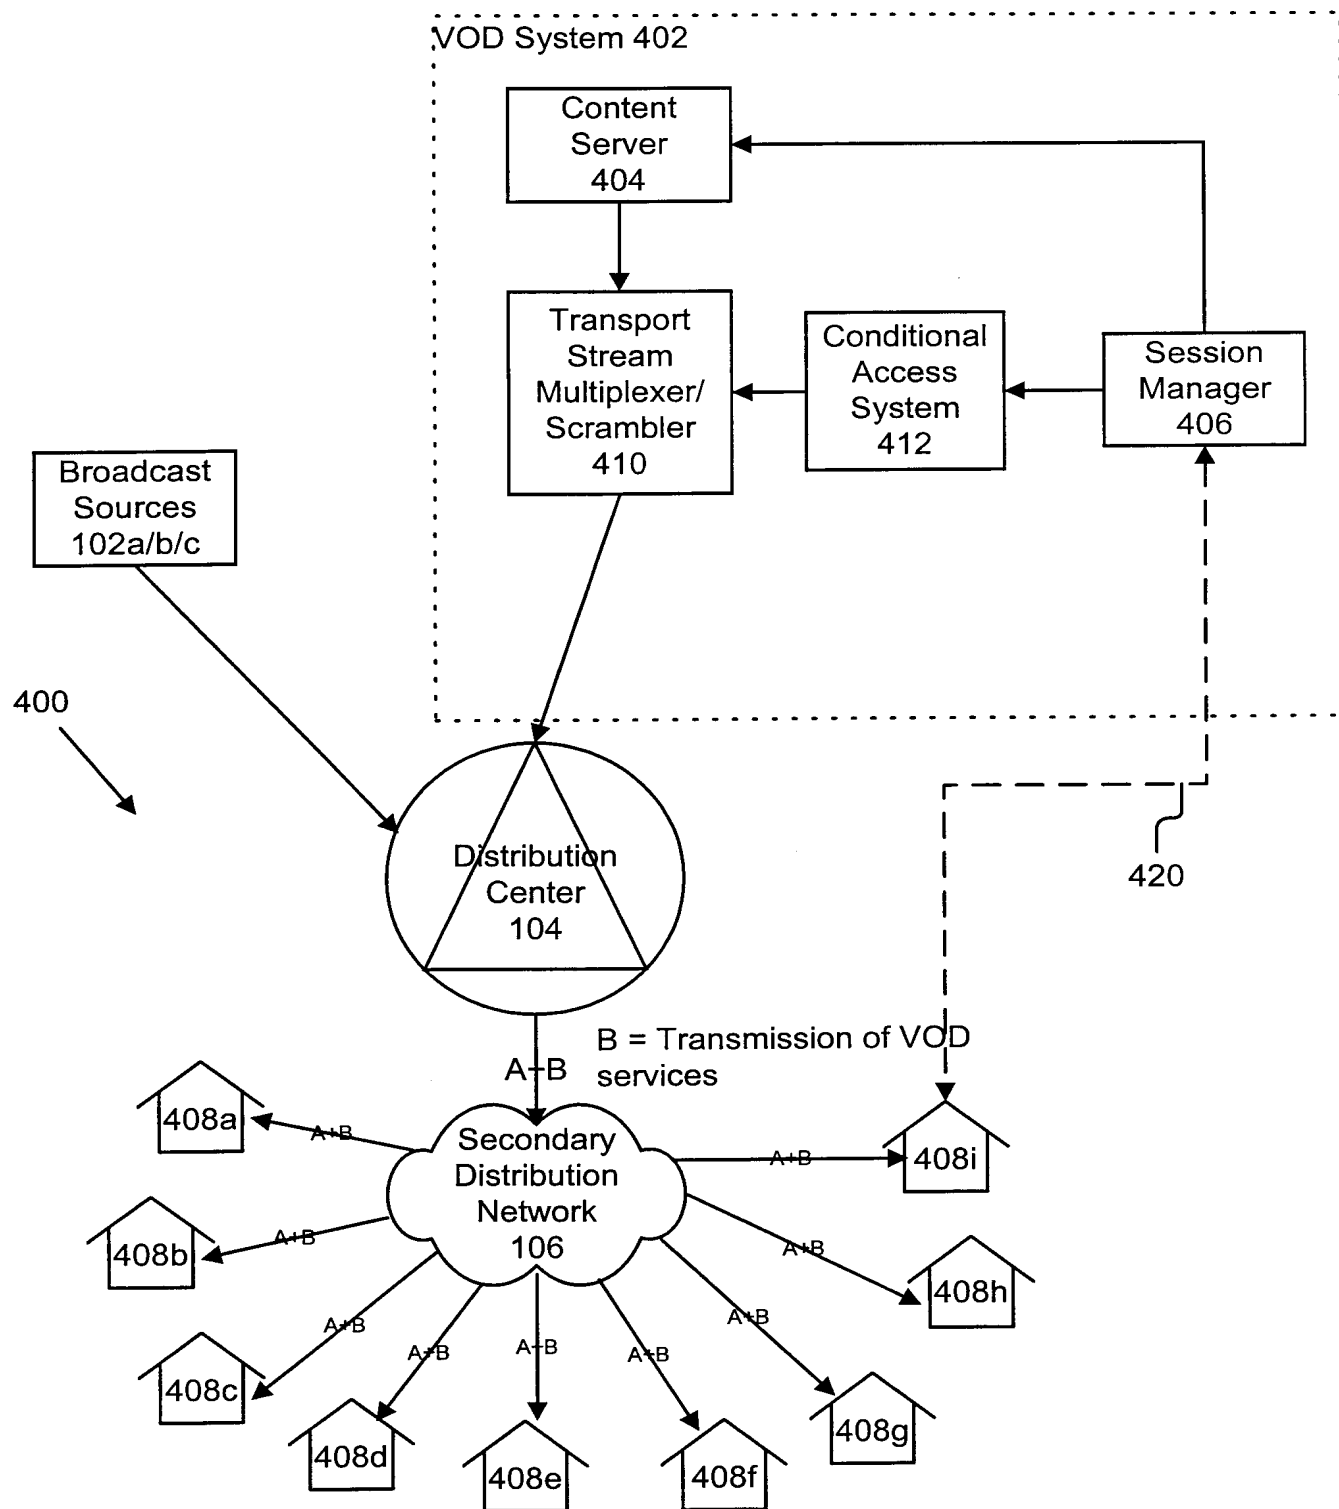 VOD System 402
Content
Server
404
Transport
Stream
Multiplexer/
Scrambler
410
Conditional
Access
System
412
Session
Manager
406
Broadcast
Sources
102a/b/c
400
420
Distribution
Center
104
B = Transmission of VOD
services
A+B
Secondary
Distribution
Network
106
408a
A+B
408b
A+B
408c
A+B
408d
A+B
408e
A+B
408f
A+B
408g
A+B
408h
A+B
408i
A+B